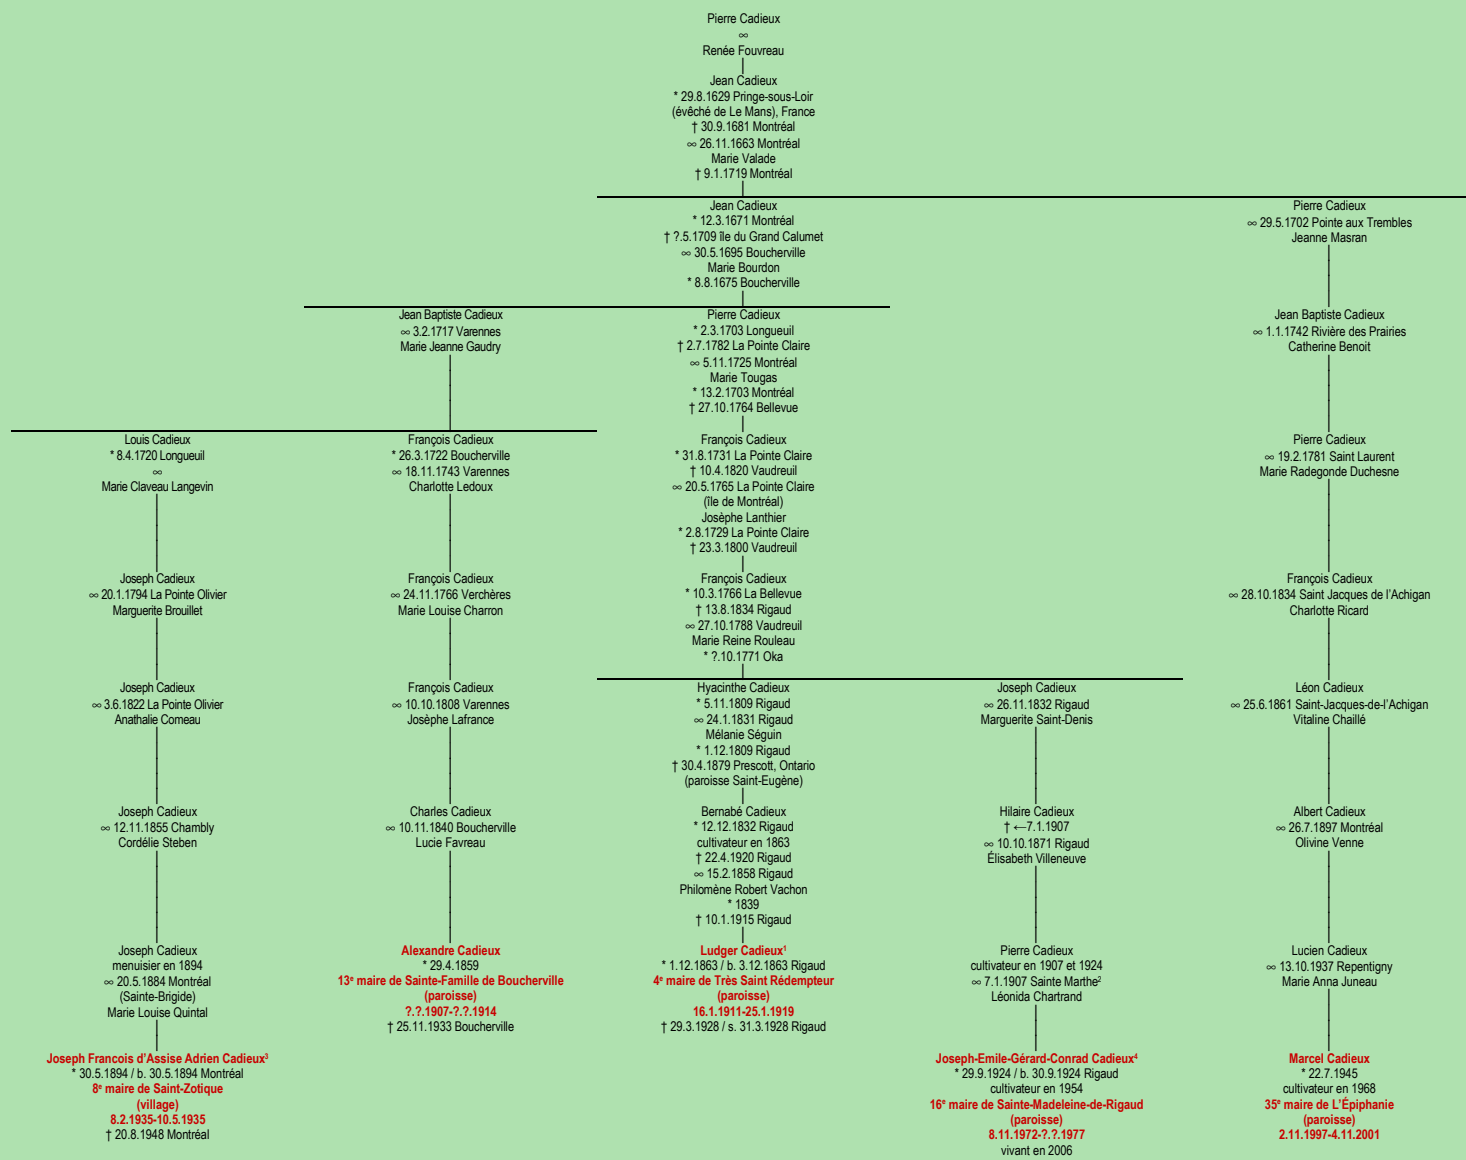 Pierre Cadieux
∞
Renée Fouvreau
Jean Cadieux
* 29.8.1629 Pringe-sous-Loir
(évêché de Le Mans), France
† 30.9.1681 Montréal
∞ 26.11.1663 Montréal
Marie Valade
† 9.1.1719 Montréal
Jean Cadieux
* 12.3.1671 Montréal
† ?.5.1709 île du Grand Calumet
∞ 30.5.1695 Boucherville
Marie Bourdon
* 8.8.1675 Boucherville
Pierre Cadieux
∞ 29.5.1702 Pointe aux Trembles
Jeanne Masran
Jean Baptiste Cadieux
∞ 3.2.1717 Varennes
Marie Jeanne Gaudry
Pierre Cadieux
* 2.3.1703 Longueuil
† 2.7.1782 La Pointe Claire
∞ 5.11.1725 Montréal
Marie Tougas
* 13.2.1703 Montréal
† 27.10.1764 Bellevue
Jean Baptiste Cadieux
∞ 1.1.1742 Rivière des Prairies
Catherine Benoit
Louis Cadieux
* 8.4.1720 Longueuil
∞
Marie Claveau Langevin
François Cadieux
* 26.3.1722 Boucherville
∞ 18.11.1743 Varennes
Charlotte Ledoux
François Cadieux
* 31.8.1731 La Pointe Claire
† 10.4.1820 Vaudreuil
∞ 20.5.1765 La Pointe Claire
(île de Montréal)
Josèphe Lanthier
* 2.8.1729 La Pointe Claire
† 23.3.1800 Vaudreuil
Pierre Cadieux
∞ 19.2.1781 Saint Laurent
Marie Radegonde Duchesne
Joseph Cadieux
∞ 20.1.1794 La Pointe Olivier
Marguerite Brouillet
François Cadieux
∞ 24.11.1766 Verchères
Marie Louise Charron
François Cadieux
* 10.3.1766 La Bellevue
† 13.8.1834 Rigaud
∞ 27.10.1788 Vaudreuil
Marie Reine Rouleau
* ?.10.1771 Oka
François Cadieux
∞ 28.10.1834 Saint Jacques de l'Achigan
Charlotte Ricard
Joseph Cadieux
∞ 3.6.1822 La Pointe Olivier
Anathalie Comeau
François Cadieux
∞ 10.10.1808 Varennes
Josèphe Lafrance
Hyacinthe Cadieux
* 5.11.1809 Rigaud
∞ 24.1.1831 Rigaud
Mélanie Séguin
* 1.12.1809 Rigaud
† 30.4.1879 Prescott, Ontario
(paroisse Saint-Eugène)
Joseph Cadieux
∞ 26.11.1832 Rigaud
Marguerite Saint-Denis
Léon Cadieux
∞ 25.6.1861 Saint-Jacques-de-l'Achigan
Vitaline Chaillé
Joseph Cadieux
∞ 12.11.1855 Chambly
Cordélie Steben
Charles Cadieux
∞ 10.11.1840 Boucherville
Lucie Favreau
Bernabé Cadieux
* 12.12.1832 Rigaud
cultivateur en 1863
† 22.4.1920 Rigaud
∞ 15.2.1858 Rigaud
Philomène Robert Vachon
* 1839
† 10.1.1915 Rigaud
Hilaire Cadieux
† ←7.1.1907
∞ 10.10.1871 Rigaud
Élisabeth Villeneuve
Albert Cadieux
∞ 26.7.1897 Montréal
Olivine Venne
Joseph Cadieux
menuisier en 1894
∞ 20.5.1884 Montréal
(Sainte-Brigide)
Marie Louise Quintal
Alexandre Cadieux
* 29.4.1859
13e maire de Sainte-Famille de Boucherville
(paroisse)
?.?.1907-?.?.1914
† 25.11.1933 Boucherville
Ludger Cadieux¹
* 1.12.1863 / b. 3.12.1863 Rigaud
4e maire de Très Saint Rédempteur
(paroisse)
16.1.1911-25.1.1919
† 29.3.1928 / s. 31.3.1928 Rigaud
Pierre Cadieux
cultivateur en 1907 et 1924
∞ 7.1.1907 Sainte Marthe²
Léonida Chartrand
Lucien Cadieux
∞ 13.10.1937 Repentigny
Marie Anna Juneau
Joseph Francois d'Assise Adrien Cadieux³
* 30.5.1894 / b. 30.5.1894 Montréal
8e maire de Saint-Zotique
(village)
8.2.1935-10.5.1935
† 20.8.1948 Montréal
Joseph-Emile-Gérard-Conrad Cadieux⁴
* 29.9.1924 / b. 30.9.1924 Rigaud
cultivateur en 1954
16e maire de Sainte-Madeleine-de-Rigaud
(paroisse)
8.11.1972-?.?.1977
vivant en 2006
Marcel Cadieux
* 22.7.1945
cultivateur en 1968
35e maire de L'Épiphanie
(paroisse)
2.11.1997-4.11.2001